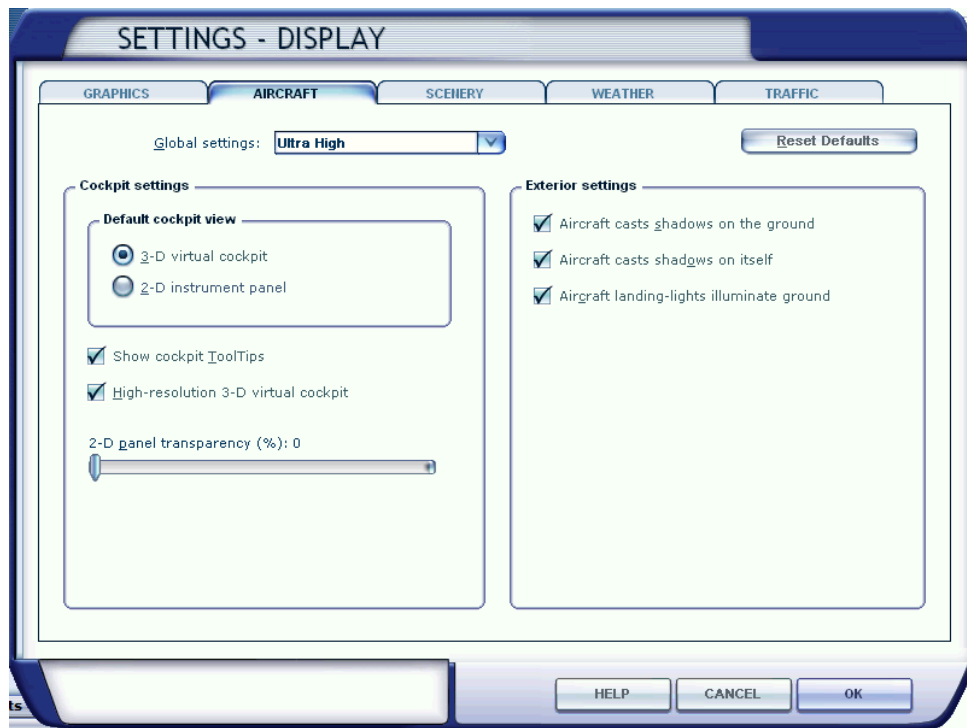 SETTINGS - DISPLAY
GRAPHICS
AIRCRAFT
SCENERY
WEATHER
TRAFFIC
Global settings:
Ultra High
Reset Defaults
Cockpit settings
Default cockpit view
3-D virtual cockpit
2-D instrument panel
Show cockpit ToolTips
High-resolution 3-D virtual cockpit
2-D panel transparency (%): 0
Exterior settings
Aircraft casts shadows on the ground
Aircraft casts shadows on itself
Aircraft landing-lights illuminate ground
ts
HELP
CANCEL
OK